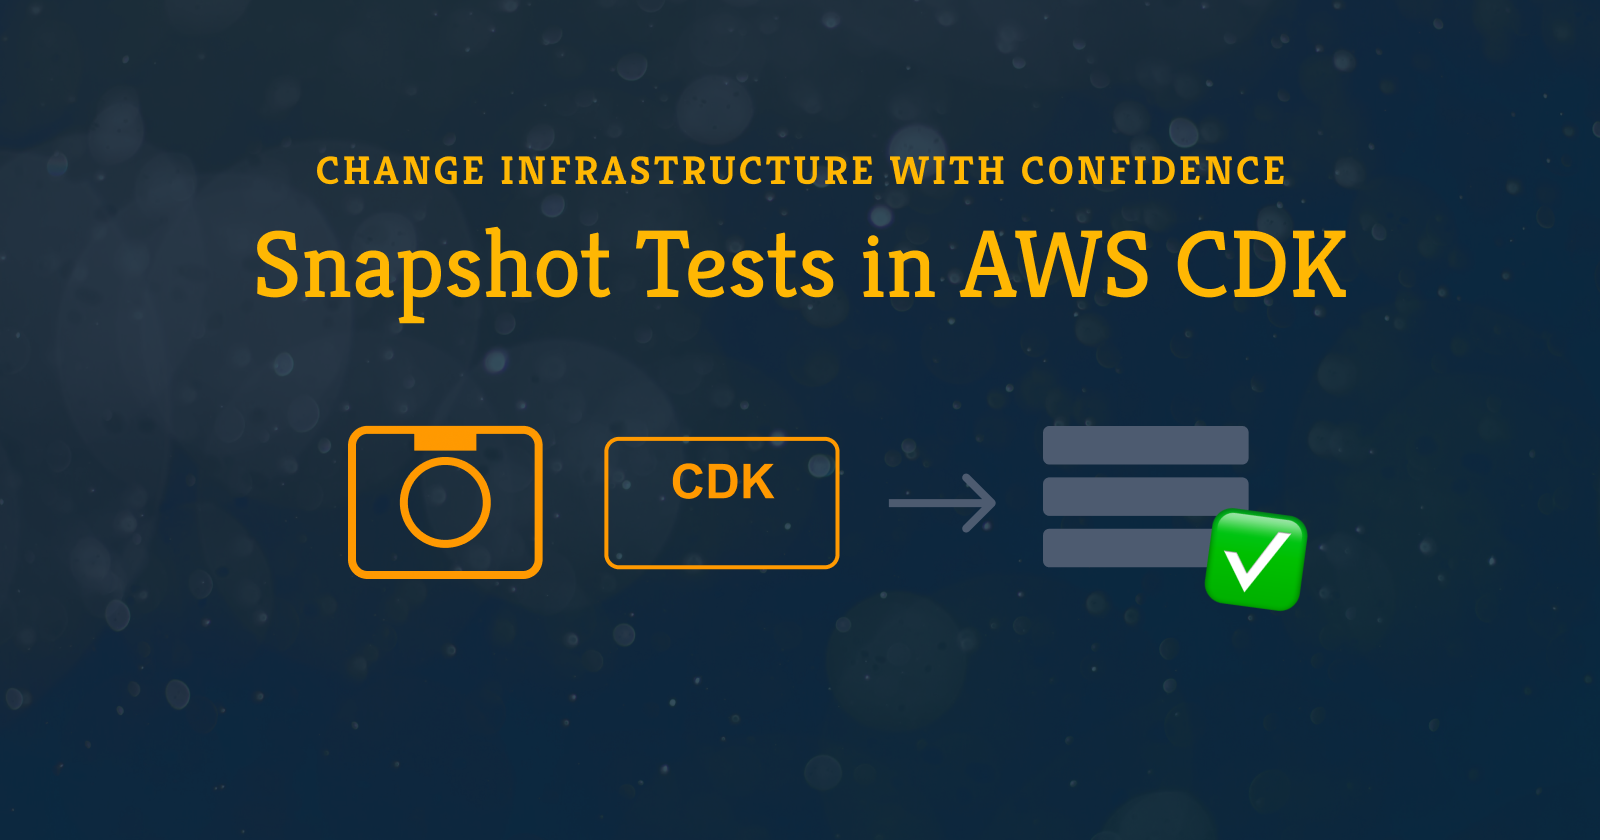 CHANGE INFRASTRUCTURE WITH CONFIDENCE
Snapshot Tests in AWS CDK
CDK